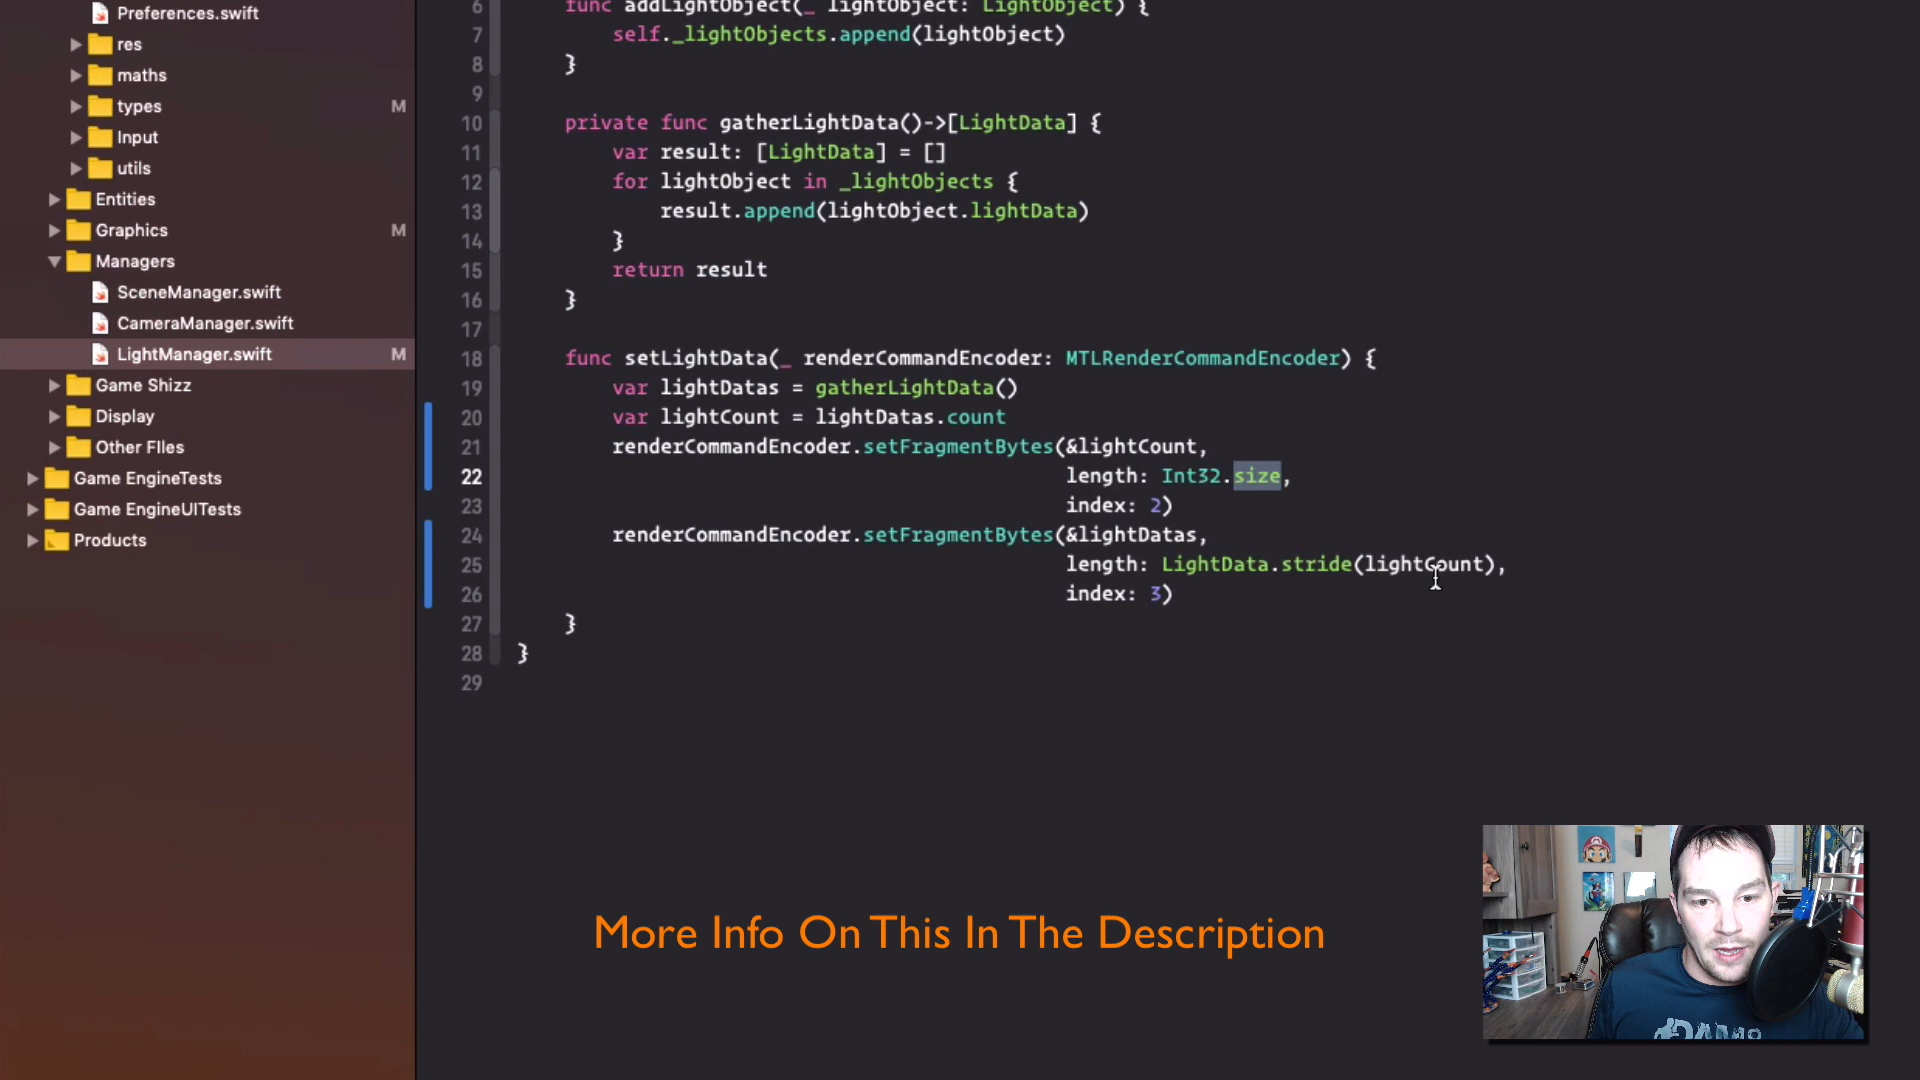 Preferences.swift
res
maths
types M
Input
utils
Entities
Graphics M
Managers
SceneManager.swift
CameraManager.swift
LightManager.swift M
Game Shizz
Display
Other FIles
Game EngineTests
Game EngineUITests
Products
6 func addLightObject(_ lightObject: LightObject) {
7 self._lightObjects.append(lightObject)
8 }
9
10 private func gatherLightData()->[LightData] {
11 var result: [LightData] = []
12 for lightObject in _lightObjects {
13 result.append(lightObject.lightData)
14 }
15 return result
16 }
17
18 func setLightData(_ renderCommandEncoder: MTLRenderCommandEncoder) {
19 var lightDatas = gatherLightData()
20 var lightCount = lightDatas.count
21 renderCommandEncoder.setFragmentBytes(&lightCount,
22 length: Int32.size,
23 index: 2)
24 renderCommandEncoder.setFragmentBytes(&lightDatas,
25 length: LightData.stride(lightCount),
26 index: 3)
27 }
28 }
29
More Info On This In The Description